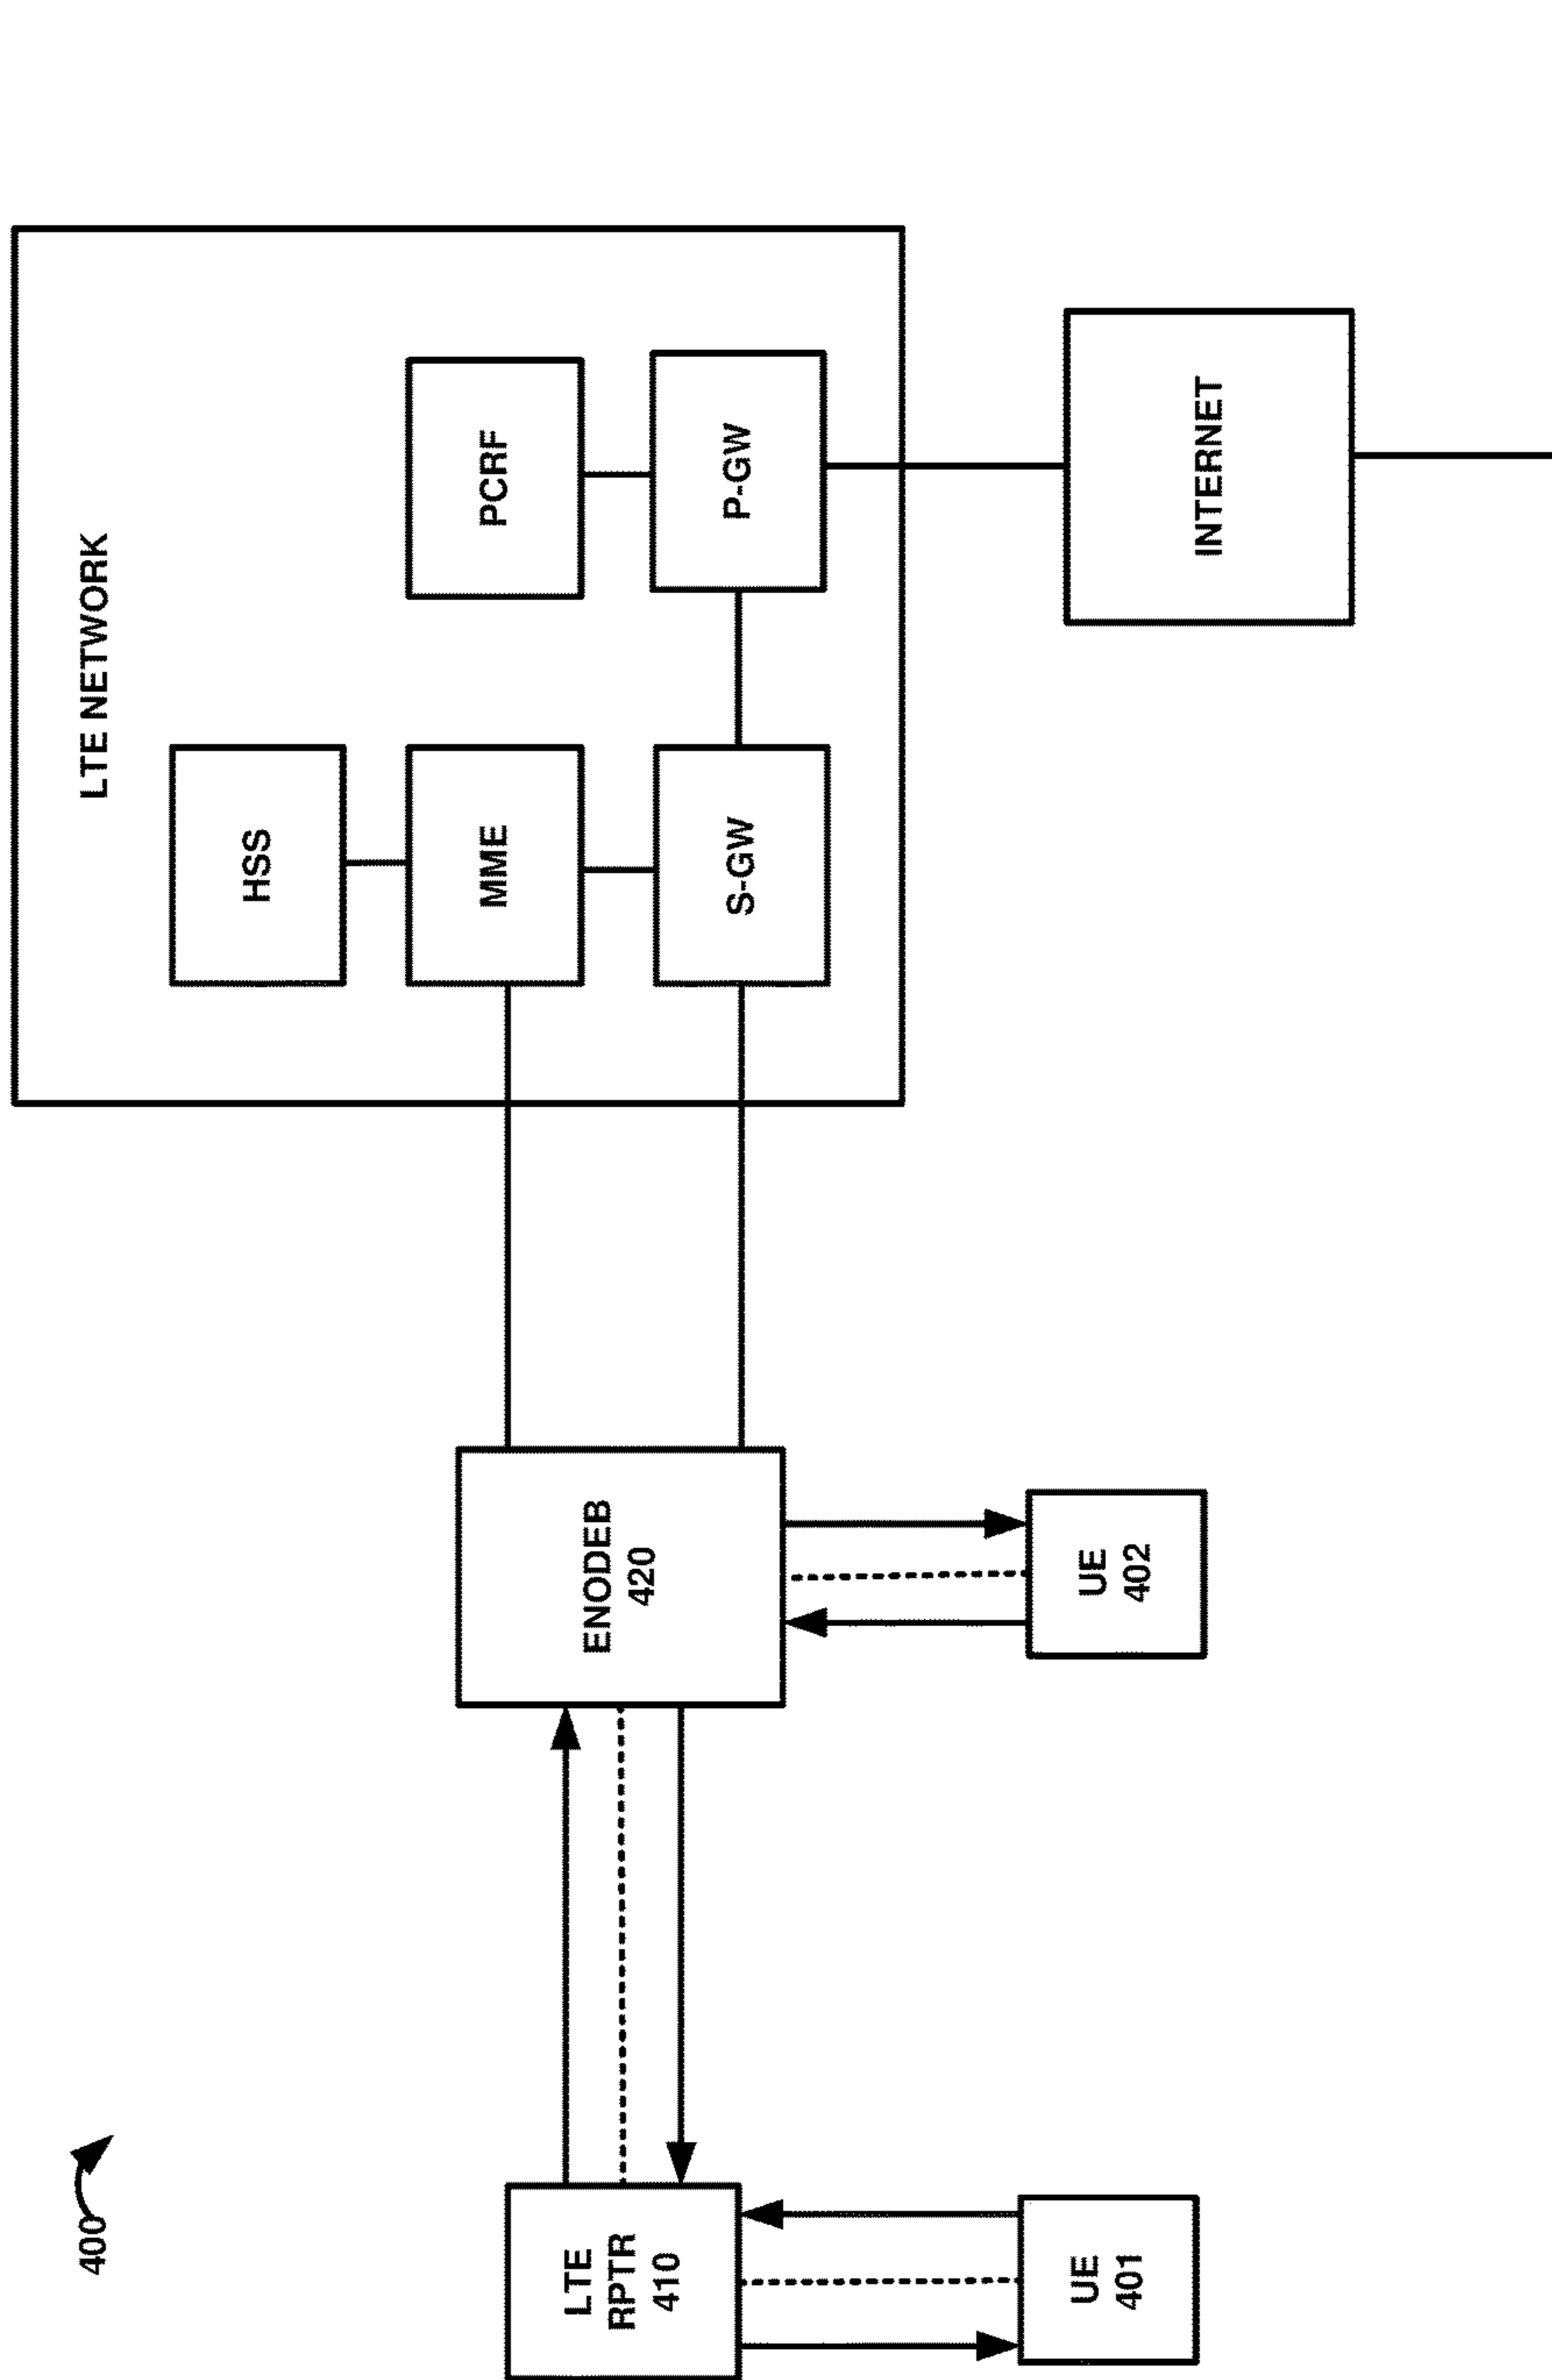 400
LTE NETWORK
HSS
MME
PCRF
S-GW
P-GW
ENODEB
420
LTE
RPTR
410
UE
401
UE
402
INTERNET